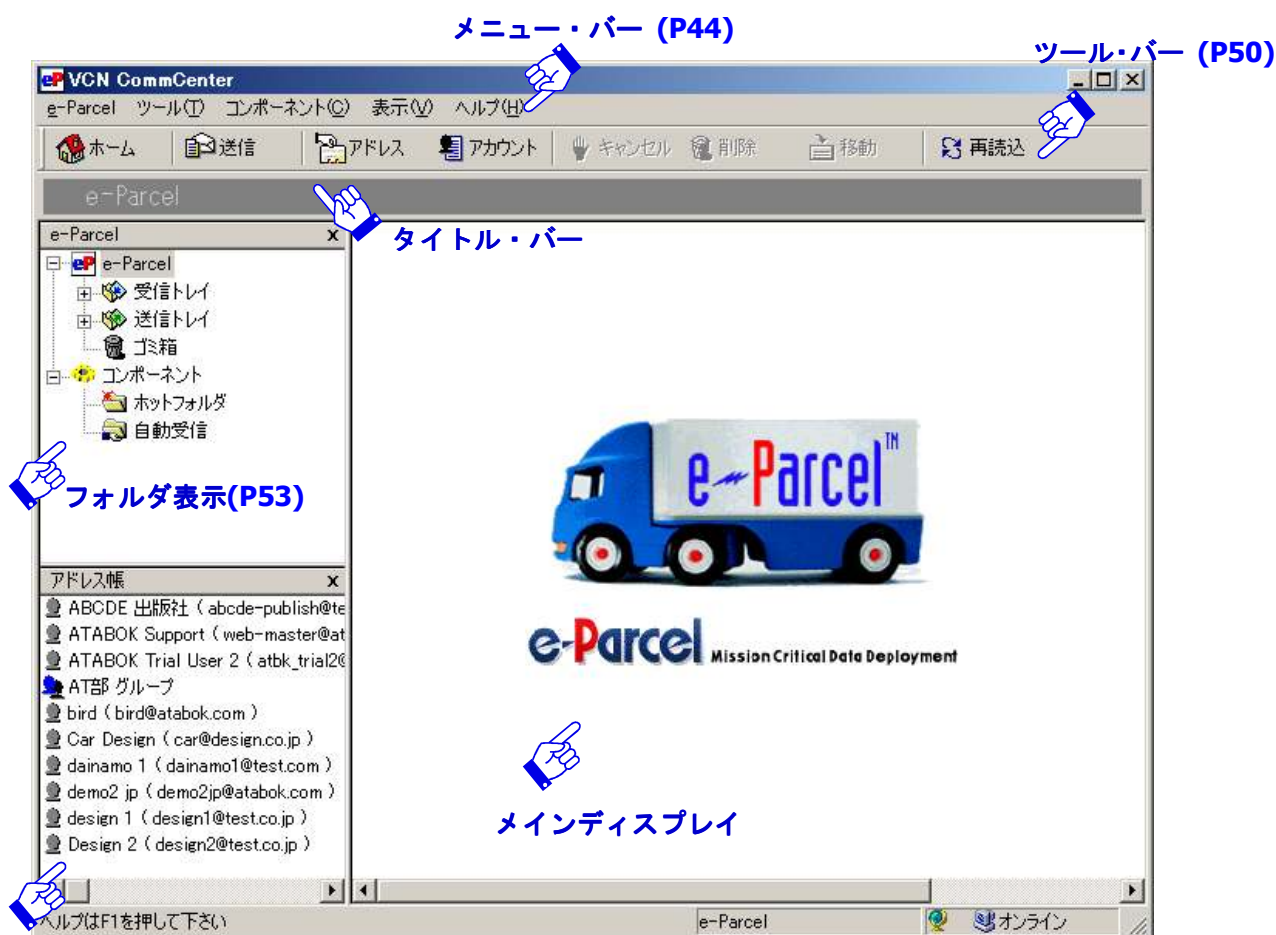 メニュー・バー (P44)
ツール・バー (P50)
eP VCN CommCenter
e-Parcel ツール(T) コンポーネント(C) 表示(V) ヘルプ(H)
ホーム 送信 アドレス アカウント キャンセル 削除 移動 再読込
e-Parcel
タイトル・バー
e-Parcel x
eP e-Parcel
受信トレイ
送信トレイ
ゴミ箱
コンポーネント
ホットフォルダ
自動受信
フォルダ表示(P53)
e-Parcel™
e-Parcel Mission Critical Data Deployment
アドレス帳 x
ABCDE 出版社 ( abcde-publish@te
ATABOK Support ( web-master@at
ATABOK Trial User 2 ( atbk_trial2@
AT部 グループ
bird ( bird@atabok.com )
Car Design ( car@design.co.jp )
dainamo 1 ( dainamo1@test.com )
demo2 jp ( demo2jp@atabok.com )
design 1 ( design1@test.co.jp )
Design 2 ( design2@test.co.jp )
メインディスプレイ
ヘルプはF1を押して下さい e-Parcel オンライン